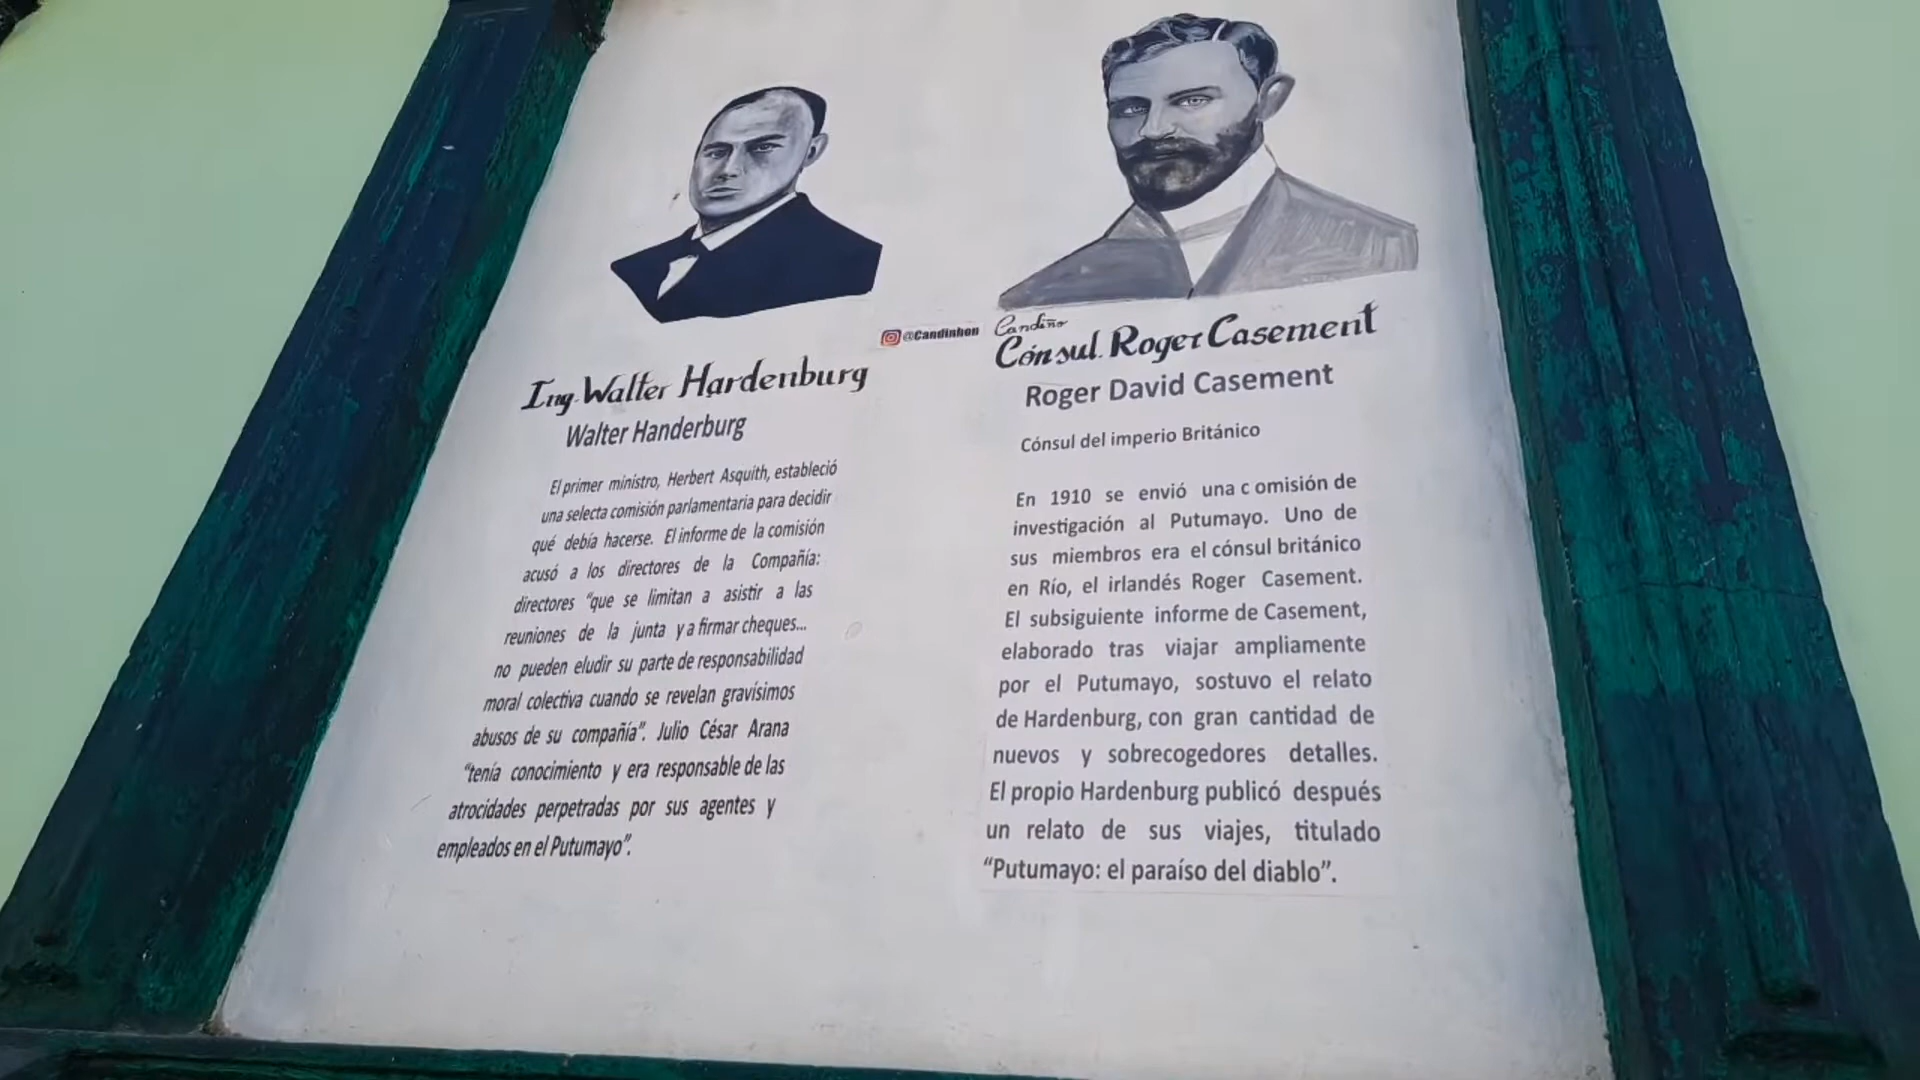 Ing. Walter Hardenburg
Walter Handerburg
El primer ministro, Herbert Asquith, estableció
una selecta comisión parlamentaria para decidir
qué debía hacerse. El informe de la comisión
acusó a los directores de la Compañía:
directores “que se limitan a asistir a las
reuniones de la junta y a firmar cheques...
no pueden eludir su parte de responsabilidad
moral colectiva cuando se revelan gravísimos
abusos de su compañía”. Julio César Arana
“tenía conocimiento y era responsable de las
atrocidades perpetradas por sus agentes y
empleados en el Putumayo”.
@Candinhon
Candiño
Cónsul. Roger Casement
Roger David Casement
Cónsul del imperio Británico
En 1910 se envió una c omisión de
investigación al Putumayo. Uno de
sus miembros era el cónsul británico
en Río, el irlandés Roger Casement.
El subsiguiente informe de Casement,
elaborado tras viajar ampliamente
por el Putumayo, sostuvo el relato
de Hardenburg, con gran cantidad de
nuevos y sobrecogedores detalles.
El propio Hardenburg publicó después
un relato de sus viajes, titulado
“Putumayo: el paraíso del diablo”.